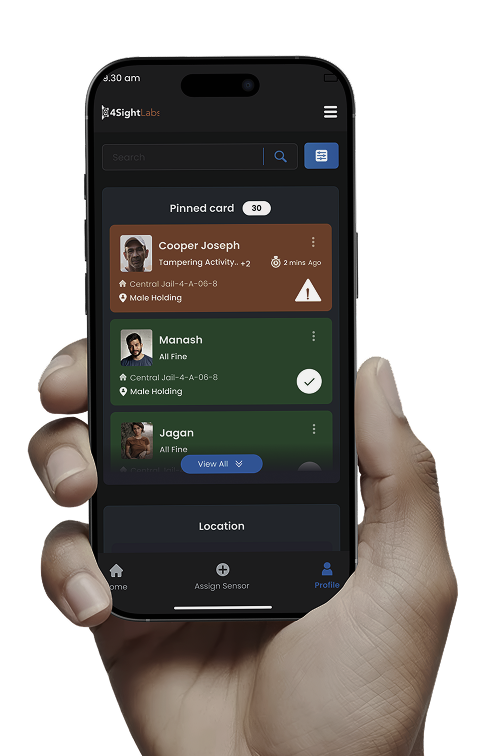 9.30 am
4SightLabs
Search
Pinned card 30
Cooper Joseph
Tampering Activity.. +2 2 mins Ago
Central Jail-4-A-06-8
Male Holding
Manash
All Fine
Central Jail-4-A-06-8
Male Holding
Jagan
All Fine
View All
Location
ome Assign Sensor Profile